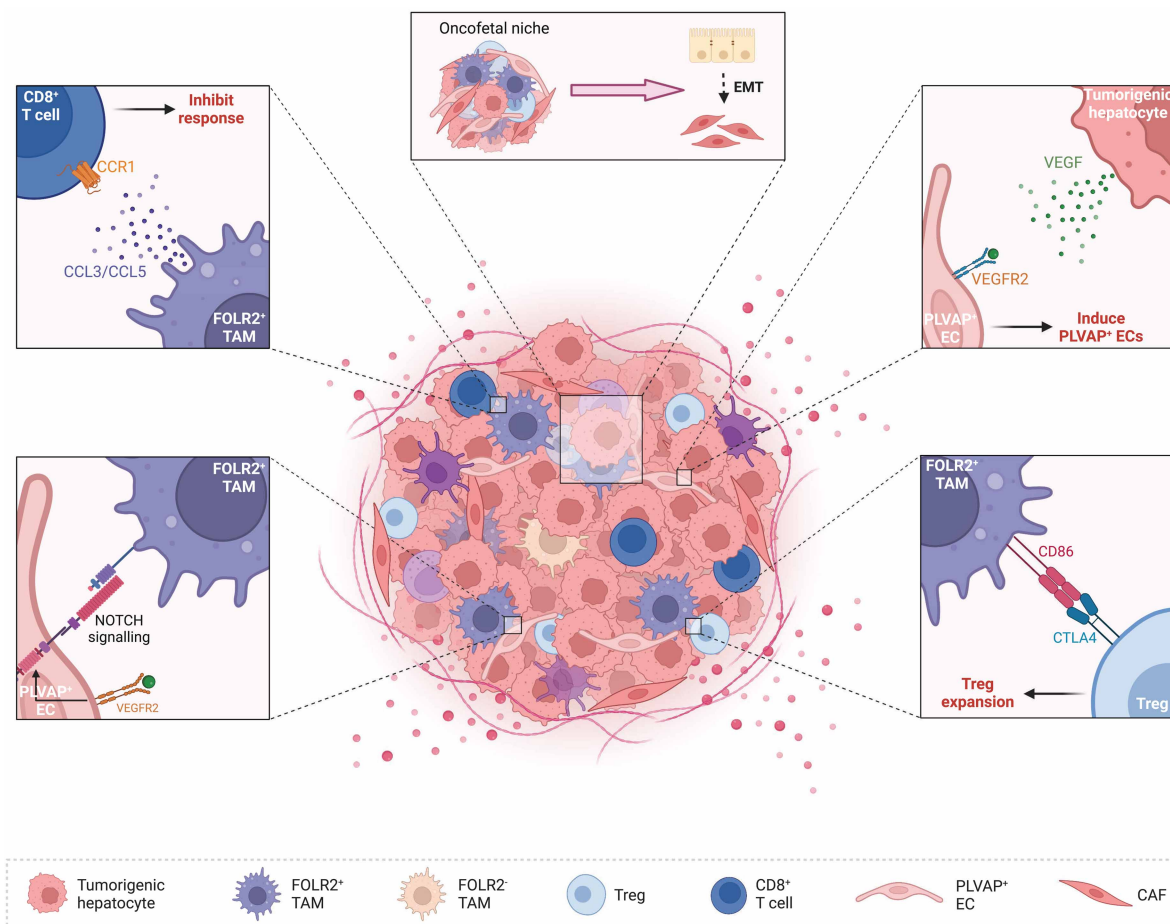 Oncofetal niche
EMT
CD8⁺
T cell
Inhibit
response
CCR1
CCL3/CCL5
FOLR2⁺
TAM
Tumorigenic
hepatocyte
VEGF
VEGFR2
PLVAP⁺
EC
Induce
PLVAP⁺ ECs
FOLR2⁺
TAM
NOTCH
signalling
PLVAP⁺
EC
VEGFR2
FOLR2⁺
TAM
CD86
CTLA4
Treg
expansion
Treg
Tumorigenic
hepatocyte
FOLR2⁺
TAM
FOLR2⁻
TAM
Treg
CD8⁺
T cell
PLVAP⁺
EC
CAF